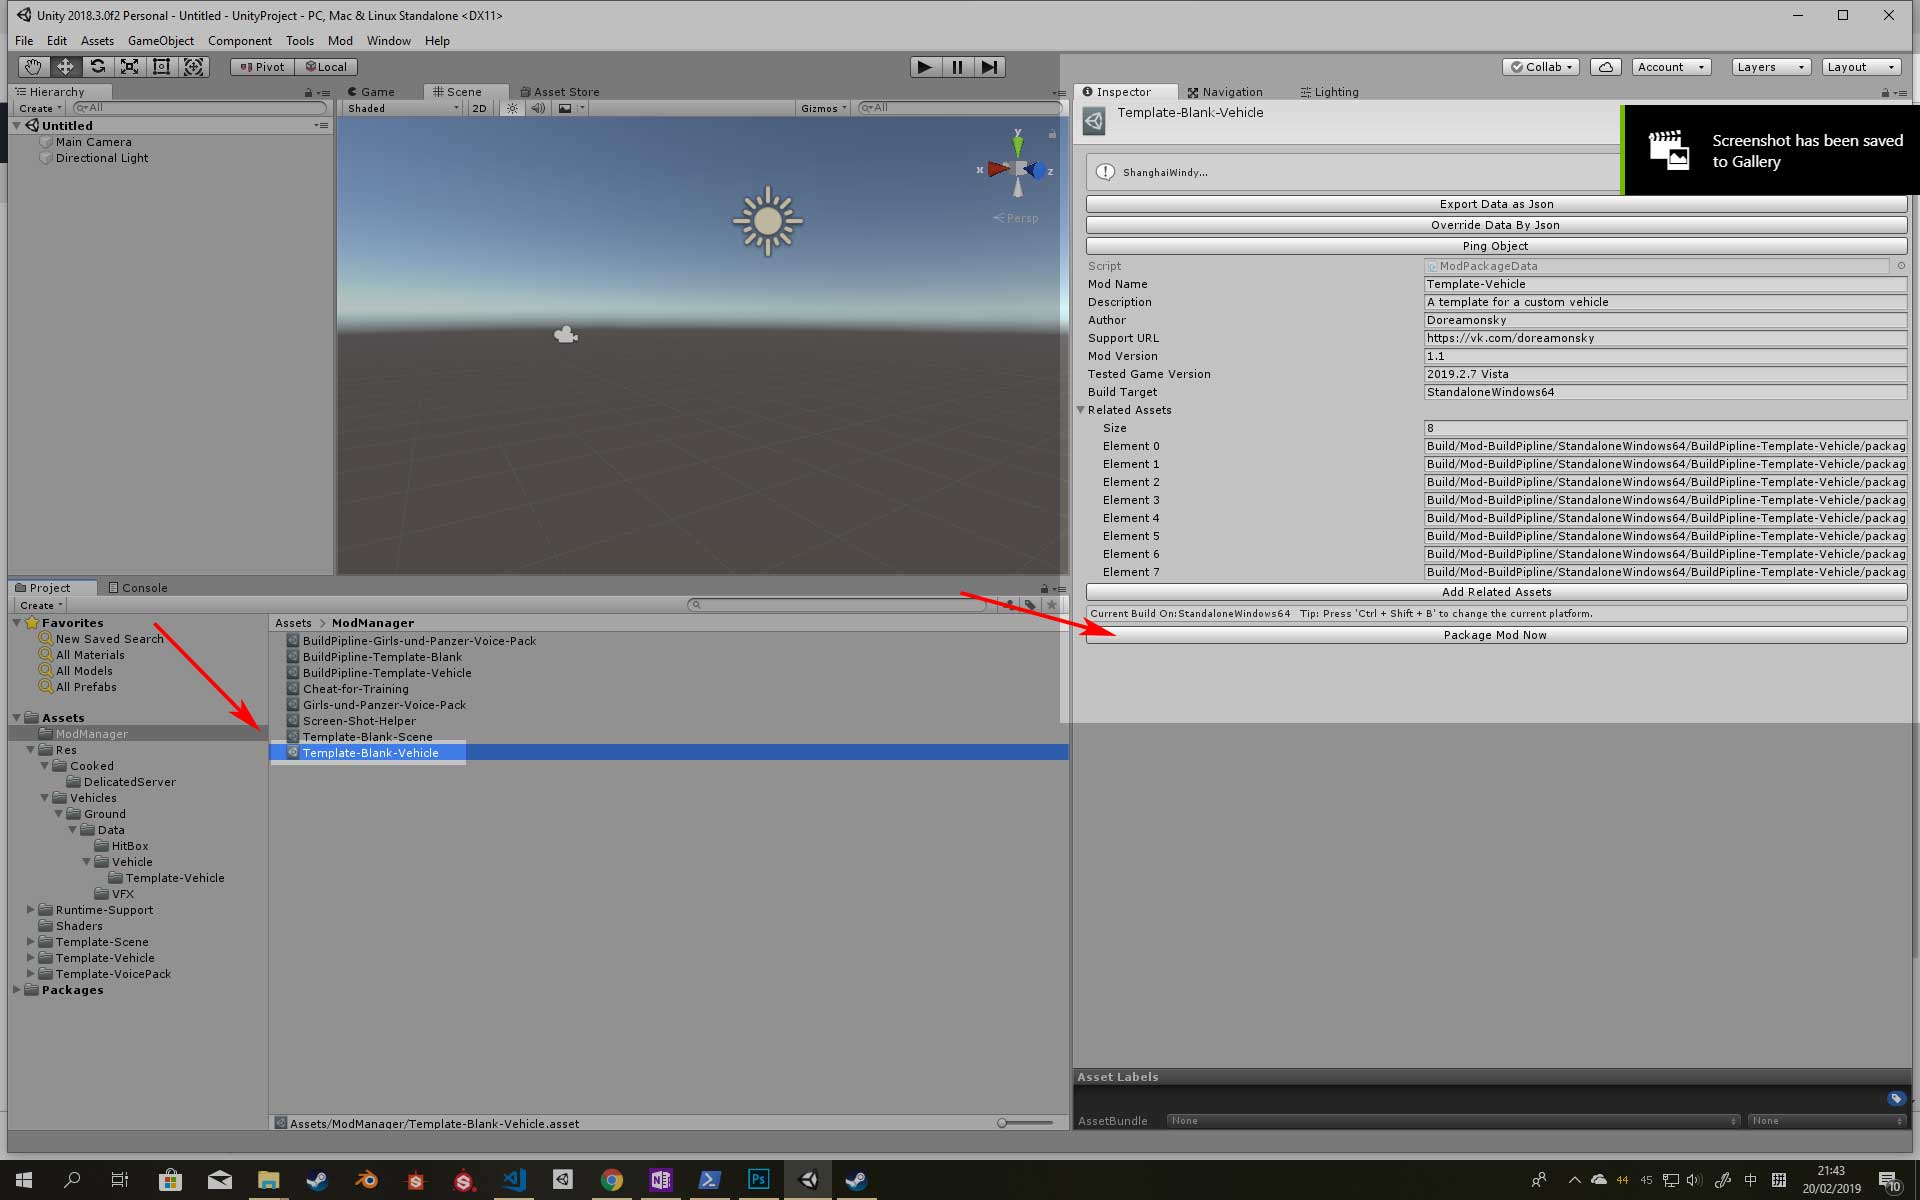 Unity 2018.3.0f2 Personal - Untitled - UnityProject - PC, Mac & Linux Standalone <DX11>
File Edit Assets GameObject Component Tools Mod Window Help
Pivot Local
Collab Account Layers Layout
Hierarchy
Create All
Untitled
Main Camera
Directional Light
Game Scene Asset Store
Shaded 2D Gizmos All
y
x
z
Persp
Inspector Navigation Lighting
Template-Blank-Vehicle
Screenshot has been saved
to Gallery
ShanghaiWindy...
Export Data as Json
Override Data By Json
Ping Object
Script ModPackageData
Mod Name Template-Vehicle
Description A template for a custom vehicle
Author Doreamonsky
Support URL https://vk.com/doreamonsky
Mod Version 1.1
Tested Game Version 2019.2.7 Vista
Build Target StandaloneWindows64
Related Assets
Size 8
Element 0 Build/Mod-BuildPipline/StandaloneWindows64/BuildPipline-Template-Vehicle/packag
Element 1 Build/Mod-BuildPipline/StandaloneWindows64/BuildPipline-Template-Vehicle/packag
Element 2 Build/Mod-BuildPipline/StandaloneWindows64/BuildPipline-Template-Vehicle/packag
Element 3 Build/Mod-BuildPipline/StandaloneWindows64/BuildPipline-Template-Vehicle/packag
Element 4 Build/Mod-BuildPipline/StandaloneWindows64/BuildPipline-Template-Vehicle/packag
Element 5 Build/Mod-BuildPipline/StandaloneWindows64/BuildPipline-Template-Vehicle/packag
Element 6 Build/Mod-BuildPipline/StandaloneWindows64/BuildPipline-Template-Vehicle/packag
Element 7 Build/Mod-BuildPipline/StandaloneWindows64/BuildPipline-Template-Vehicle/packag
Add Related Assets
Current Build On:StandaloneWindows64 Tip: Press 'Ctrl + Shift + B' to change the current platform.
Package Mod Now
Project Console
Create
Favorites
New Saved Search
All Materials
All Models
All Prefabs
Assets
ModManager
Res
Cooked
DelicatedServer
Vehicles
Ground
Data
HitBox
Vehicle
Template-Vehicle
VFX
Runtime-Support
Shaders
Template-Scene
Template-Vehicle
Template-VoicePack
Packages
Assets > ModManager
BuildPipline-Girls-und-Panzer-Voice-Pack
BuildPipline-Template-Blank
BuildPipline-Template-Vehicle
Cheat-for-Training
Girls-und-Panzer-Voice-Pack
Screen-Shot-Helper
Template-Blank-Scene
Template-Blank-Vehicle
Assets/ModManager/Template-Blank-Vehicle.asset
Asset Labels
AssetBundle None None
Ps
44 45 中
21:43
20/02/2019
10